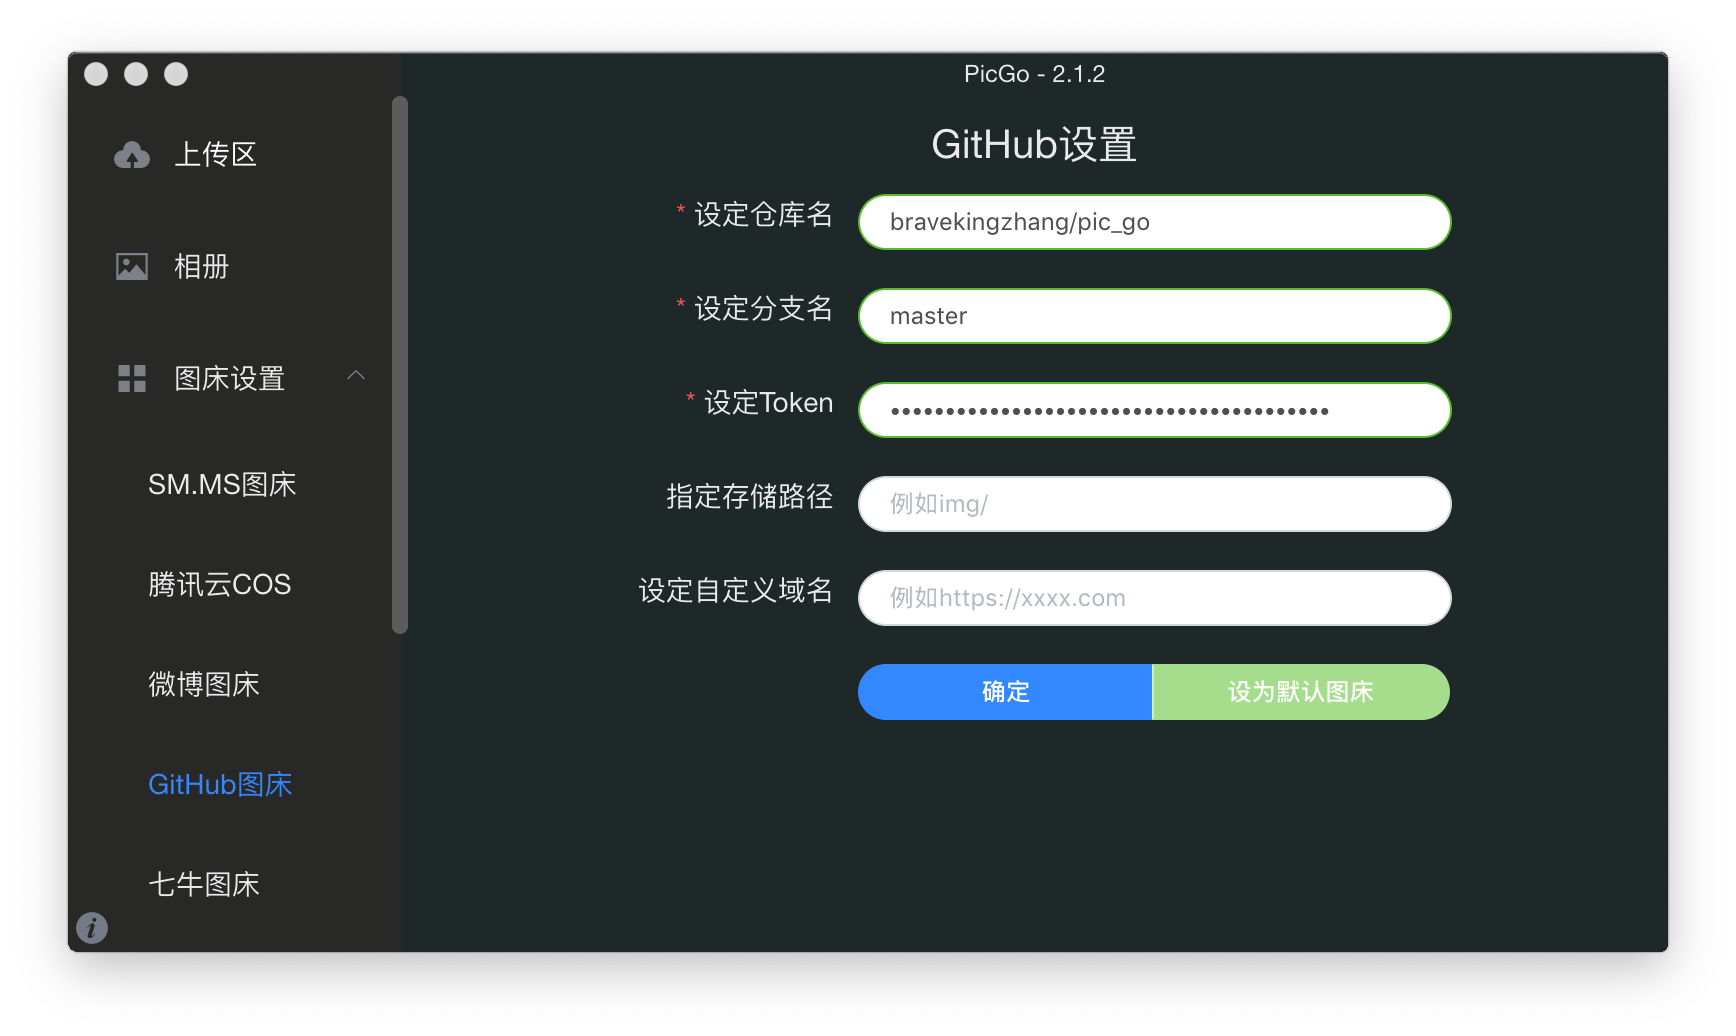 PicGo - 2.1.2
上传区
相册
图床设置
SM.MS图床
腾讯云COS
微博图床
GitHub图床
七牛图床
GitHub设置
* 设定仓库名
bravekingzhang/pic_go
* 设定分支名
master
* 设定Token
••••••••••••••••••••••••••••••••••••••••
指定存储路径
例如img/
设定自定义域名
例如https://xxxx.com
确定
设为默认图床